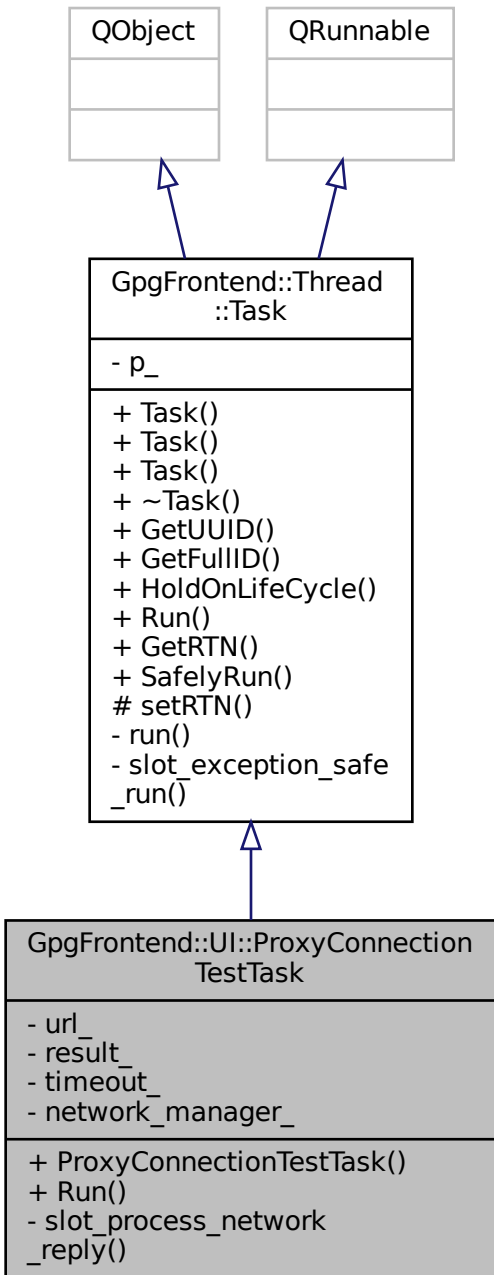 QObject
QRunnable
GpgFrontend::Thread
::Task
- p_
+ Task()
+ Task()
+ Task()
+ ~Task()
+ GetUUID()
+ GetFullID()
+ HoldOnLifeCycle()
+ Run()
+ GetRTN()
+ SafelyRun()
# setRTN()
- run()
- slot_exception_safe
_run()
GpgFrontend::UI::ProxyConnection
TestTask
- url_
- result_
- timeout_
- network_manager_
+ ProxyConnectionTestTask()
+ Run()
- slot_process_network
_reply()